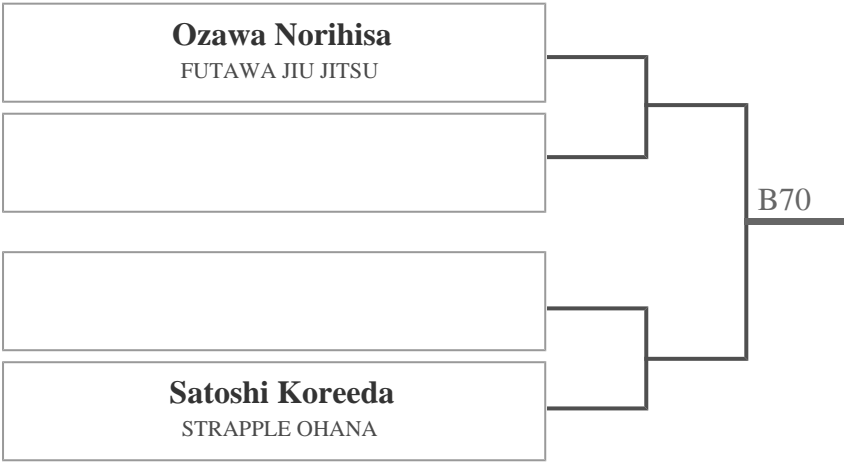 Ozawa Norihisa
FUTAWA JIU JITSU
B70
Satoshi Koreeda
STRAPPLE OHANA